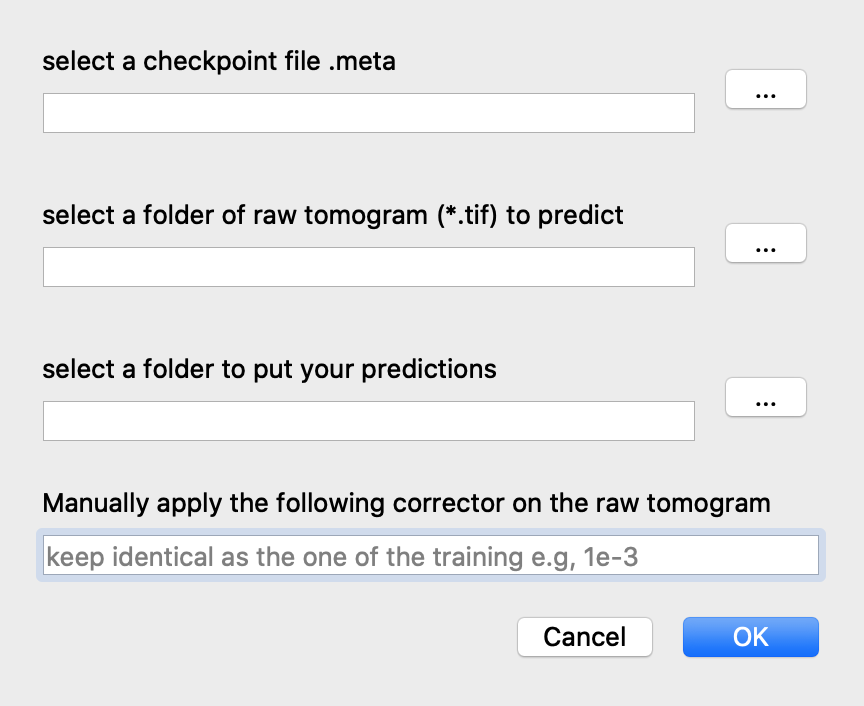 select a checkpoint file .meta
...
select a folder of raw tomogram (*.tif) to predict
...
select a folder to put your predictions
...
Manually apply the following corrector on the raw tomogram
keep identical as the one of the training e.g, 1e-3
Cancel OK